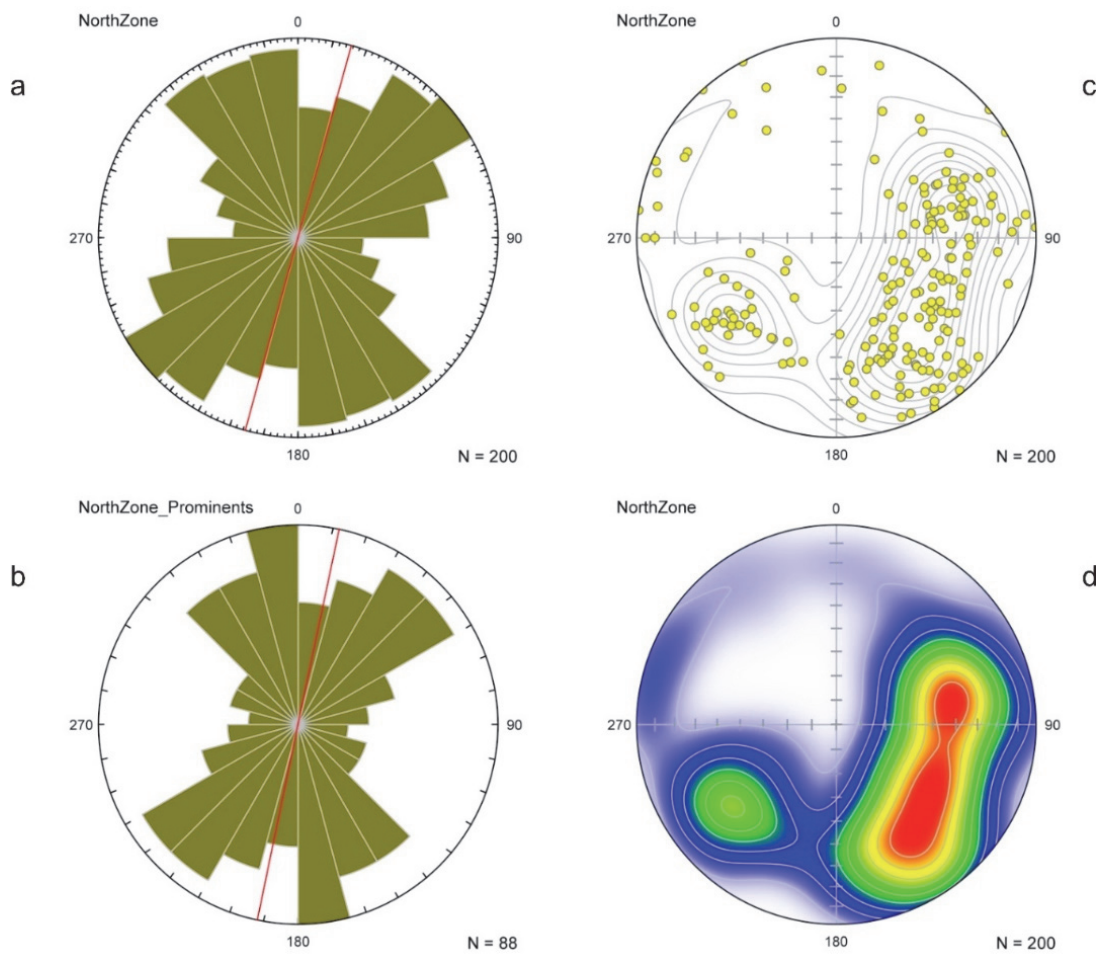 NorthZone
0
a
270
90
180
N = 200
NorthZone
0
c
270
90
180
N = 200
NorthZone_Prominents
0
b
270
90
180
N = 88
NorthZone
0
d
270
90
180
N = 200